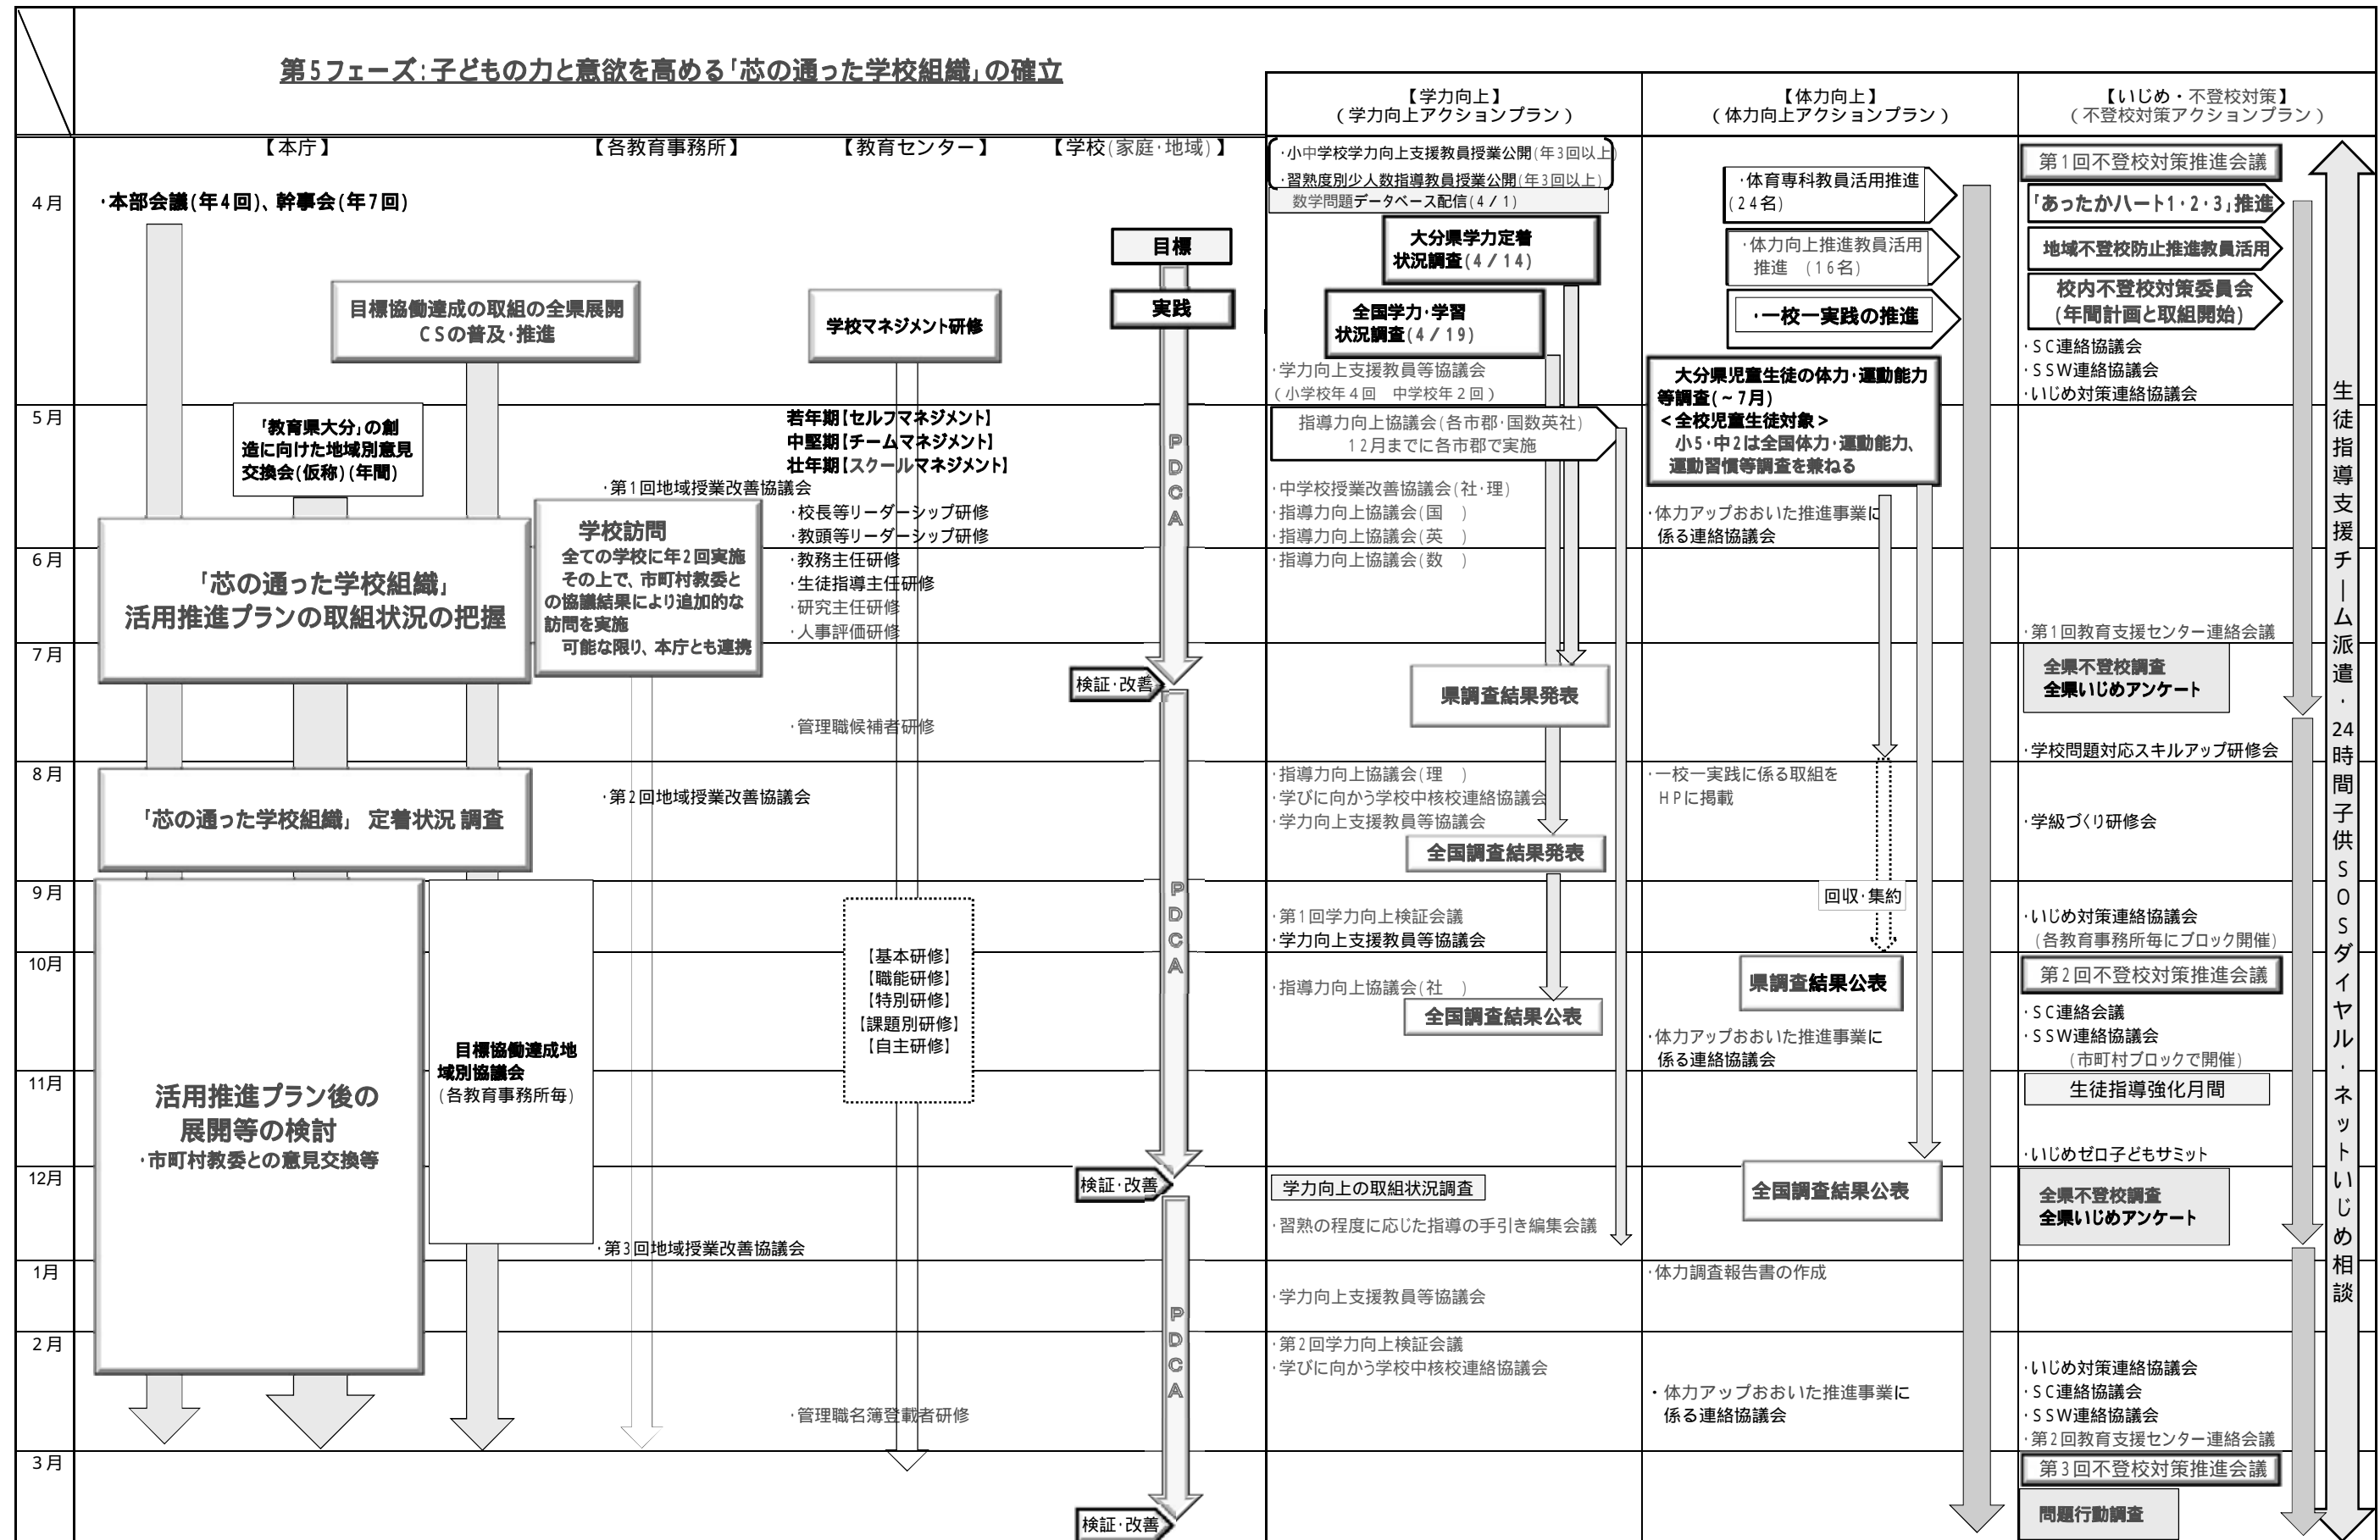 第5フェーズ:子どもの力と意欲を高める「芯の通った学校組織」の確立
【学力向上】
(学力向上アクションプラン)
【体力向上】
(体力向上アクションプラン)
【いじめ・不登校対策】
(不登校対策アクションプラン)
【本庁】
【各教育事務所】
【教育センター】
【学校(家庭・地域)】
4月
5月
6月
7月
8月
9月
10月
11月
12月
1月
2月
3月
・本部会議(年4回)、幹事会(年7回)
目標協働達成の取組の全県展開
CSの普及・推進
「教育県大分」の創
造に向けた地域別意見
交換会(仮称)(年間)
「芯の通った学校組織」
活用推進プランの取組状況の把握
「芯の通った学校組織」 定着状況 調査
活用推進プラン後の
展開等の検討
・市町村教委との意見交換等
目標協働達成地
域別協議会
(各教育事務所毎)
・第1回地域授業改善協議会
学校訪問
全ての学校に年2回実施
その上で、市町村教委と
の協議結果により追加的な
訪問を実施
可能な限り、本庁とも連携
・第2回地域授業改善協議会
・第3回地域授業改善協議会
学校マネジメント研修
若年期【セルフマネジメント】
中堅期【チームマネジメント】
壮年期【スクールマネジメント】
・校長等リーダーシップ研修
・教頭等リーダーシップ研修
・教務主任研修
・生徒指導主任研修
・研究主任研修
・人事評価研修
・管理職候補者研修
【基本研修】
【職能研修】
【特別研修】
【課題別研修】
【自主研修】
・管理職名簿登載者研修
目標
実践
P
D
C
A
検証・改善
P
D
C
A
検証・改善
P
D
C
A
検証・改善
・小中学校学力向上支援教員授業公開(年3回以上)
・習熟度別少人数指導教員授業公開(年3回以上)
数学問題データベース配信(4/1)
大分県学力定着
状況調査(4/14)
全国学力・学習
状況調査(4/19)
・学力向上支援教員等協議会
(小学校年4回 中学校年2回)
指導力向上協議会(各市郡・国数英社)
12月までに各市郡で実施
・中学校授業改善協議会(社・理)
・指導力向上協議会(国 )
・指導力向上協議会(英 )
・指導力向上協議会(数 )
県調査結果発表
・指導力向上協議会(理 )
・学びに向かう学校中核校連絡協議会
・学力向上支援教員等協議会
全国調査結果発表
・第1回学力向上検証会議
・学力向上支援教員等協議会
・指導力向上協議会(社 )
全国調査結果公表
学力向上の取組状況調査
・習熟の程度に応じた指導の手引き編集会議
・学力向上支援教員等協議会
・第2回学力向上検証会議
・学びに向かう学校中核校連絡協議会
・体育専科教員活用推進
(24名)
・体力向上推進教員活用
推進 (16名)
・一校一実践の推進
大分県児童生徒の体力・運動能力
等調査(~7月)
<全校児童生徒対象>
小5・中2は全国体力・運動能力、
運動習慣等調査を兼ねる
・体力アップおおいた推進事業に
係る連絡協議会
・一校一実践に係る取組を
HPに掲載
回収・集約
県調査結果公表
・体力アップおおいた推進事業に
係る連絡協議会
全国調査結果公表
・体力調査報告書の作成
・体力アップおおいた推進事業に
係る連絡協議会
第1回不登校対策推進会議
「あったかハート1・2・3」推進
地域不登校防止推進教員活用
校内不登校対策委員会
(年間計画と取組開始)
・SC連絡協議会
・SSW連絡協議会
・いじめ対策連絡協議会
・第1回教育支援センター連絡会議
全県不登校調査
全県いじめアンケート
・学校問題対応スキルアップ研修会
・学級づくり研修会
・いじめ対策連絡協議会
(各教育事務所毎にブロック開催)
第2回不登校対策推進会議
・SC連絡会議
・SSW連絡協議会
(市町村ブロックで開催)
生徒指導強化月間
・いじめゼロ子どもサミット
全県不登校調査
全県いじめアンケート
・いじめ対策連絡協議会
・SC連絡協議会
・SSW連絡協議会
・第2回教育支援センター連絡会議
第3回不登校対策推進会議
問題行動調査
生徒指導支援チーム派遣・24時間子供SOSダイヤル・ネットいじめ相談